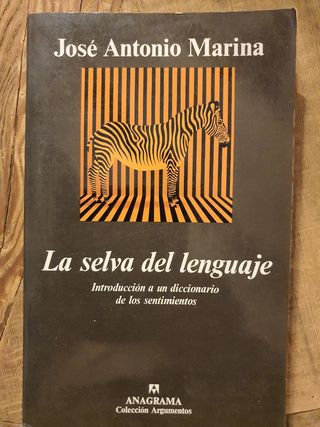 José Antonio Marina
La selva del lenguaje
Introducción a un diccionario
de los sentimientos
ANAGRAMA
Colección Argumentos